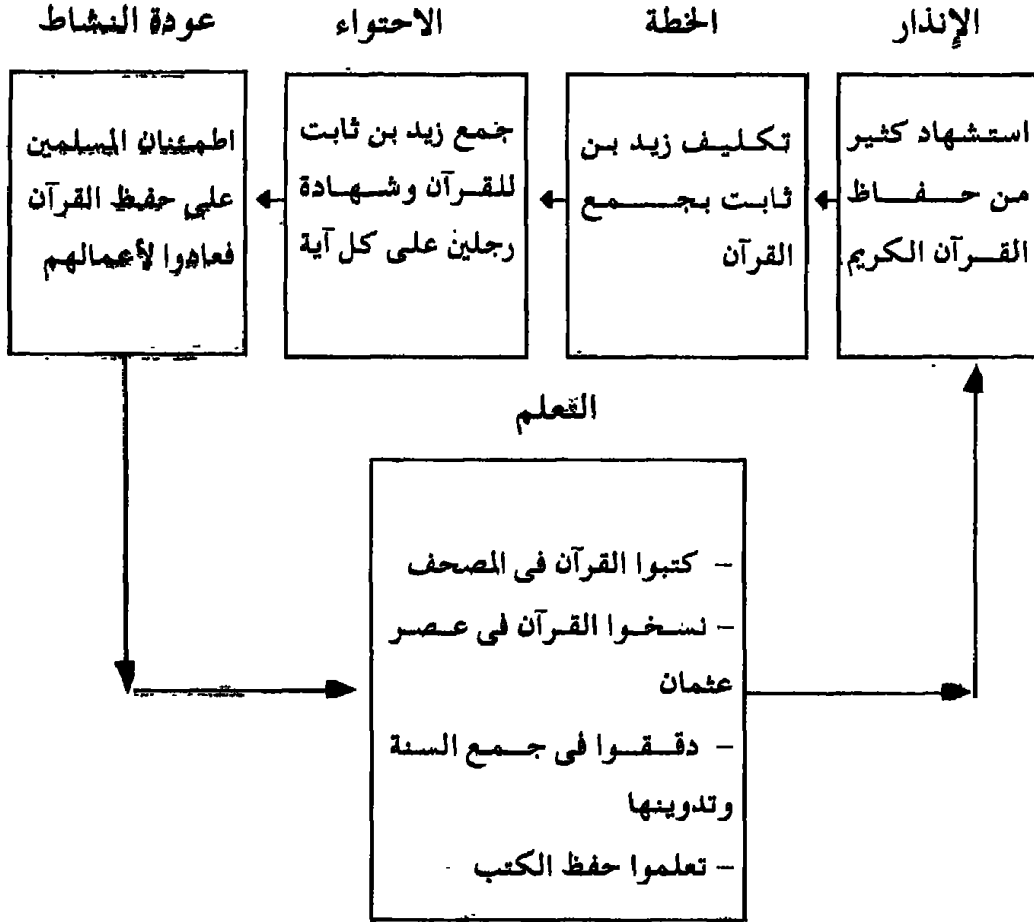 الإنذار
استشهاد كثير
من حفاظ
القرآن الكريم
الخطة
تكليف زيد بن
ثابت بجمع
القرآن
الاحتواء
جمع زيد بن ثابت
للقرآن وشهادة
رجلين على كل آية
عودة النشاط
اطمئنان المسلمين
على حفظ القرآن
فعادوا لأعمالهم
التعلم
- كتبوا القرآن فى المصحف
- نسخوا القرآن فى عصر
عثمان
- دققوا فى جمع السنة
وتدوينها
- تعلموا حفظ الكتب